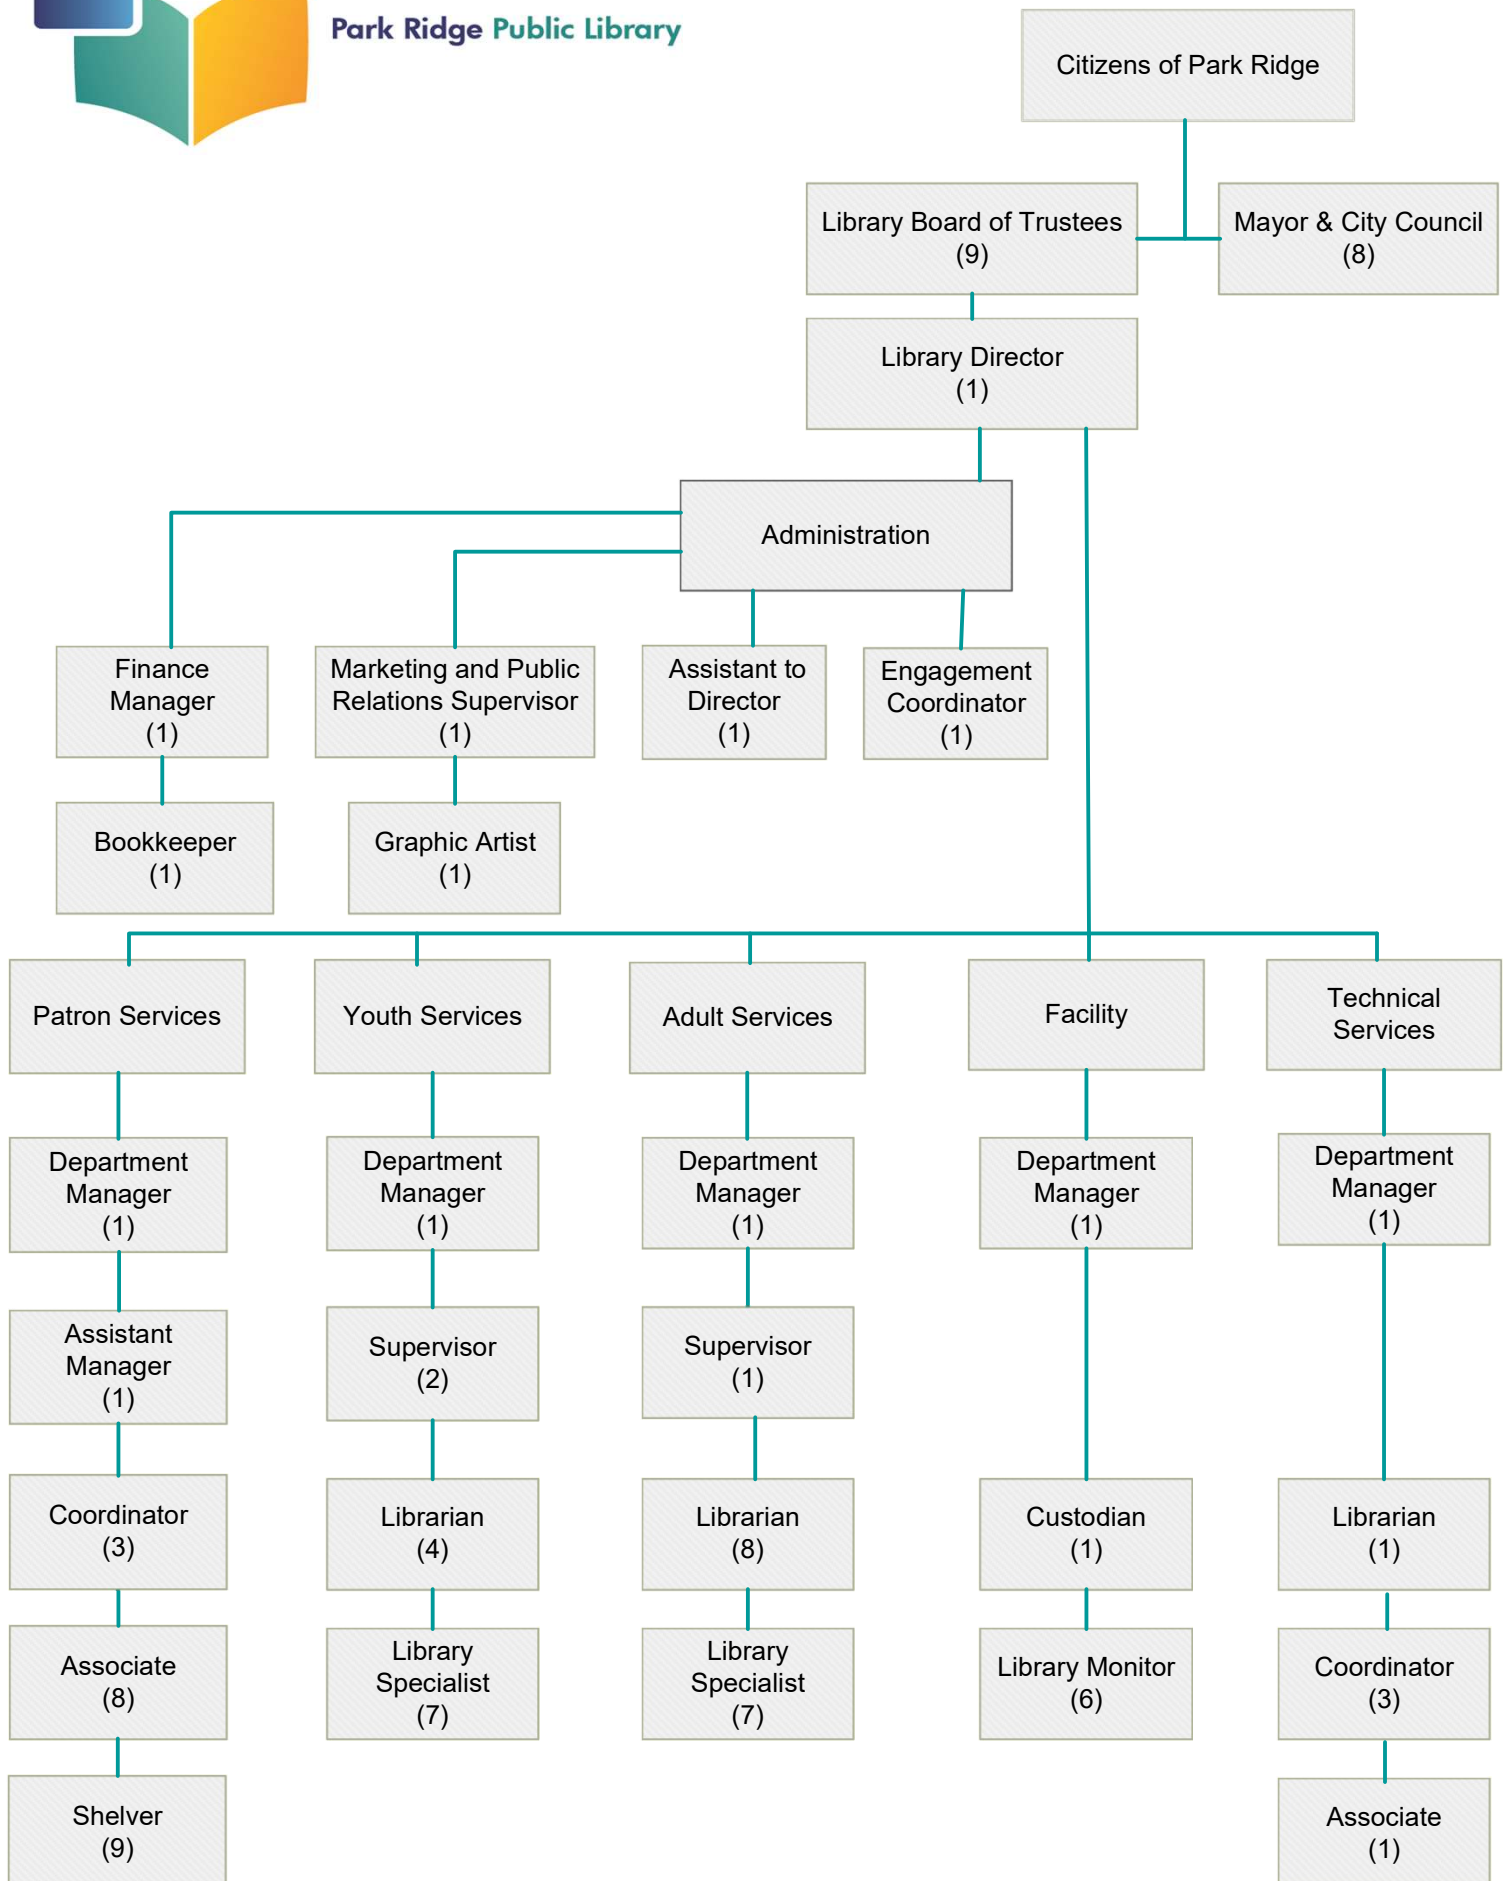 Park Ridge Public Library
Citizens of Park Ridge
Library Board of Trustees
(9)
Mayor & City Council
(8)
Library Director
(1)
Administration
Finance
Manager
(1)
Marketing and Public
Relations Supervisor
(1)
Assistant to
Director
(1)
Engagement
Coordinator
(1)
Bookkeeper
(1)
Graphic Artist
(1)
Patron Services
Youth Services
Adult Services
Facility
Technical
Services
Department
Manager
(1)
Department
Manager
(1)
Department
Manager
(1)
Department
Manager
(1)
Department
Manager
(1)
Assistant
Manager
(1)
Supervisor
(2)
Supervisor
(1)
Coordinator
(3)
Librarian
(4)
Librarian
(8)
Custodian
(1)
Librarian
(1)
Associate
(8)
Library
Specialist
(7)
Library
Specialist
(7)
Library Monitor
(6)
Coordinator
(3)
Shelver
(9)
Associate
(1)